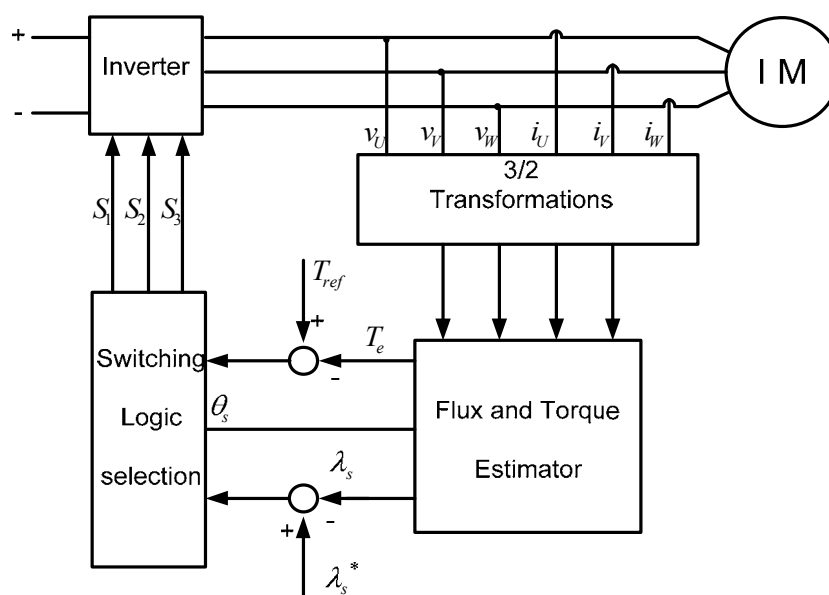 +
Inverter
I M
-
v_U v_V v_W i_U i_V i_W
3/2
Transformations
S_1 S_2 S_3
T_ref
+
T_e
-
Switching
Logic
selection
θ_s
Flux and Torque
Estimator
λ_s
-
+
λ_s*